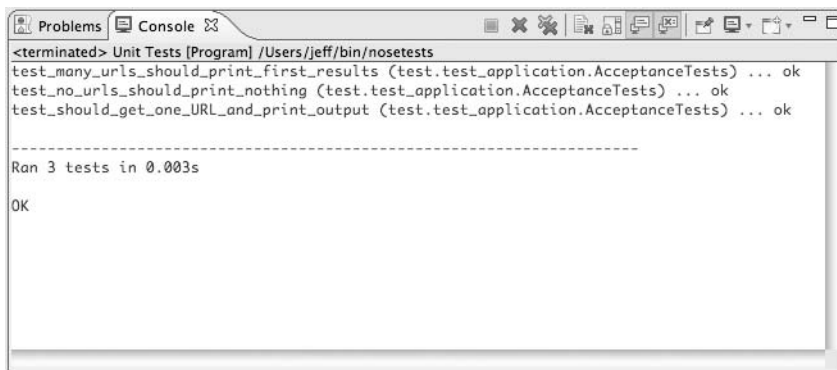 Problems Console
<terminated> Unit Tests [Program] /Users/jeff/bin/nosetests
test_many_urls_should_print_first_results (test.test_application.AcceptanceTests) ... ok
test_no_urls_should_print_nothing (test.test_application.AcceptanceTests) ... ok
test_should_get_one_URL_and_print_output (test.test_application.AcceptanceTests) ... ok
----------------------------------------------------------------------
Ran 3 tests in 0.003s
OK